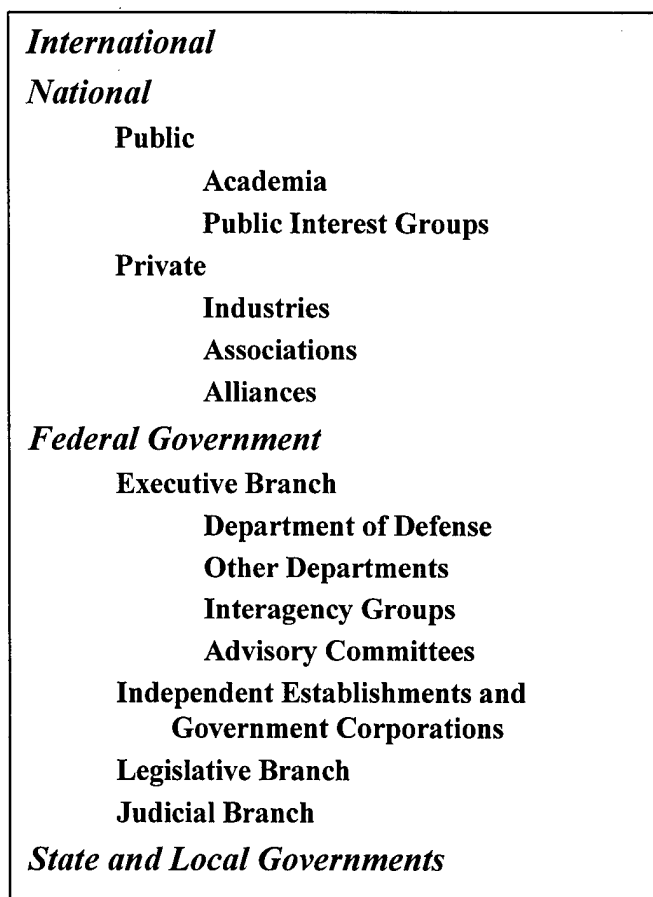 International
National
Public
Academia
Public Interest Groups
Private
Industries
Associations
Alliances
Federal Government
Executive Branch
Department of Defense
Other Departments
Interagency Groups
Advisory Committees
Independent Establishments and
Government Corporations
Legislative Branch
Judicial Branch
State and Local Governments